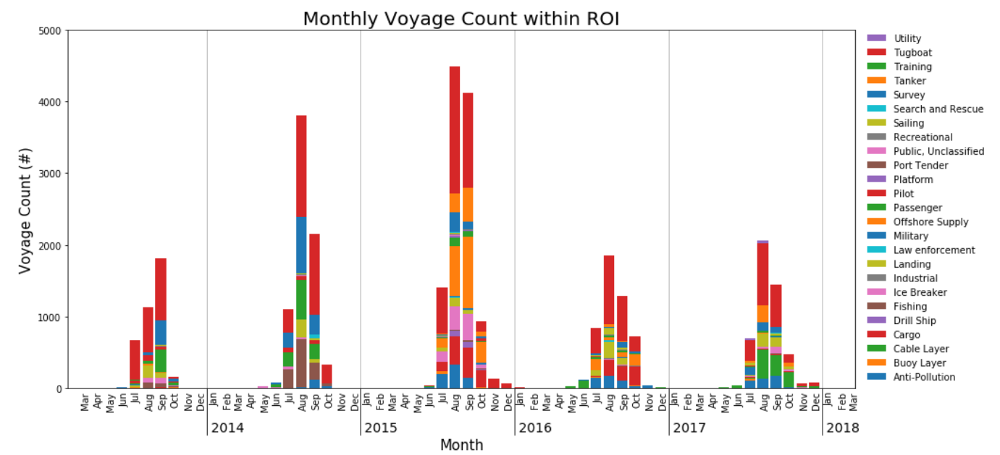 Monthly Voyage Count within ROI
Voyage Count (#)
5000
4000
3000
2000
1000
0
Mar Apr May Jun Jul Aug Sep Oct Nov Dec Jan Feb Mar Apr May Jun Jul Aug Sep Oct Nov Dec Jan Feb Mar Apr May Jun Jul Aug Sep Oct Nov Dec Jan Feb Mar Apr May Jun Jul Aug Sep Oct Nov Dec Jan Feb Mar Apr May Jun Jul Aug Sep Oct Nov Dec Jan Feb Mar
2014 2015 2016 2017 2018
Month
Utility
Tugboat
Training
Tanker
Survey
Search and Rescue
Sailing
Recreational
Public, Unclassified
Port Tender
Platform
Pilot
Passenger
Offshore Supply
Military
Law enforcement
Landing
Industrial
Ice Breaker
Fishing
Drill Ship
Cargo
Cable Layer
Buoy Layer
Anti-Pollution